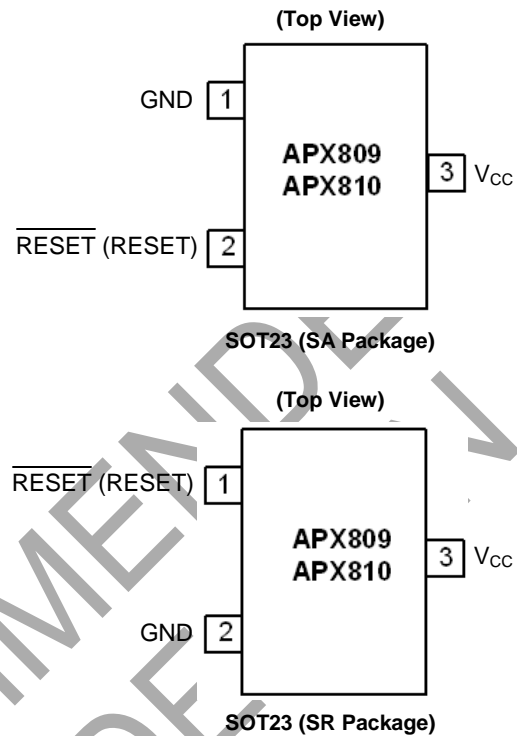 (Top View)
GND 1
APX809
APX810
3 VCC
RESET (RESET) 2
SOT23 (SA Package)
(Top View)
RESET (RESET) 1
APX809
APX810
3 VCC
GND 2
SOT23 (SR Package)